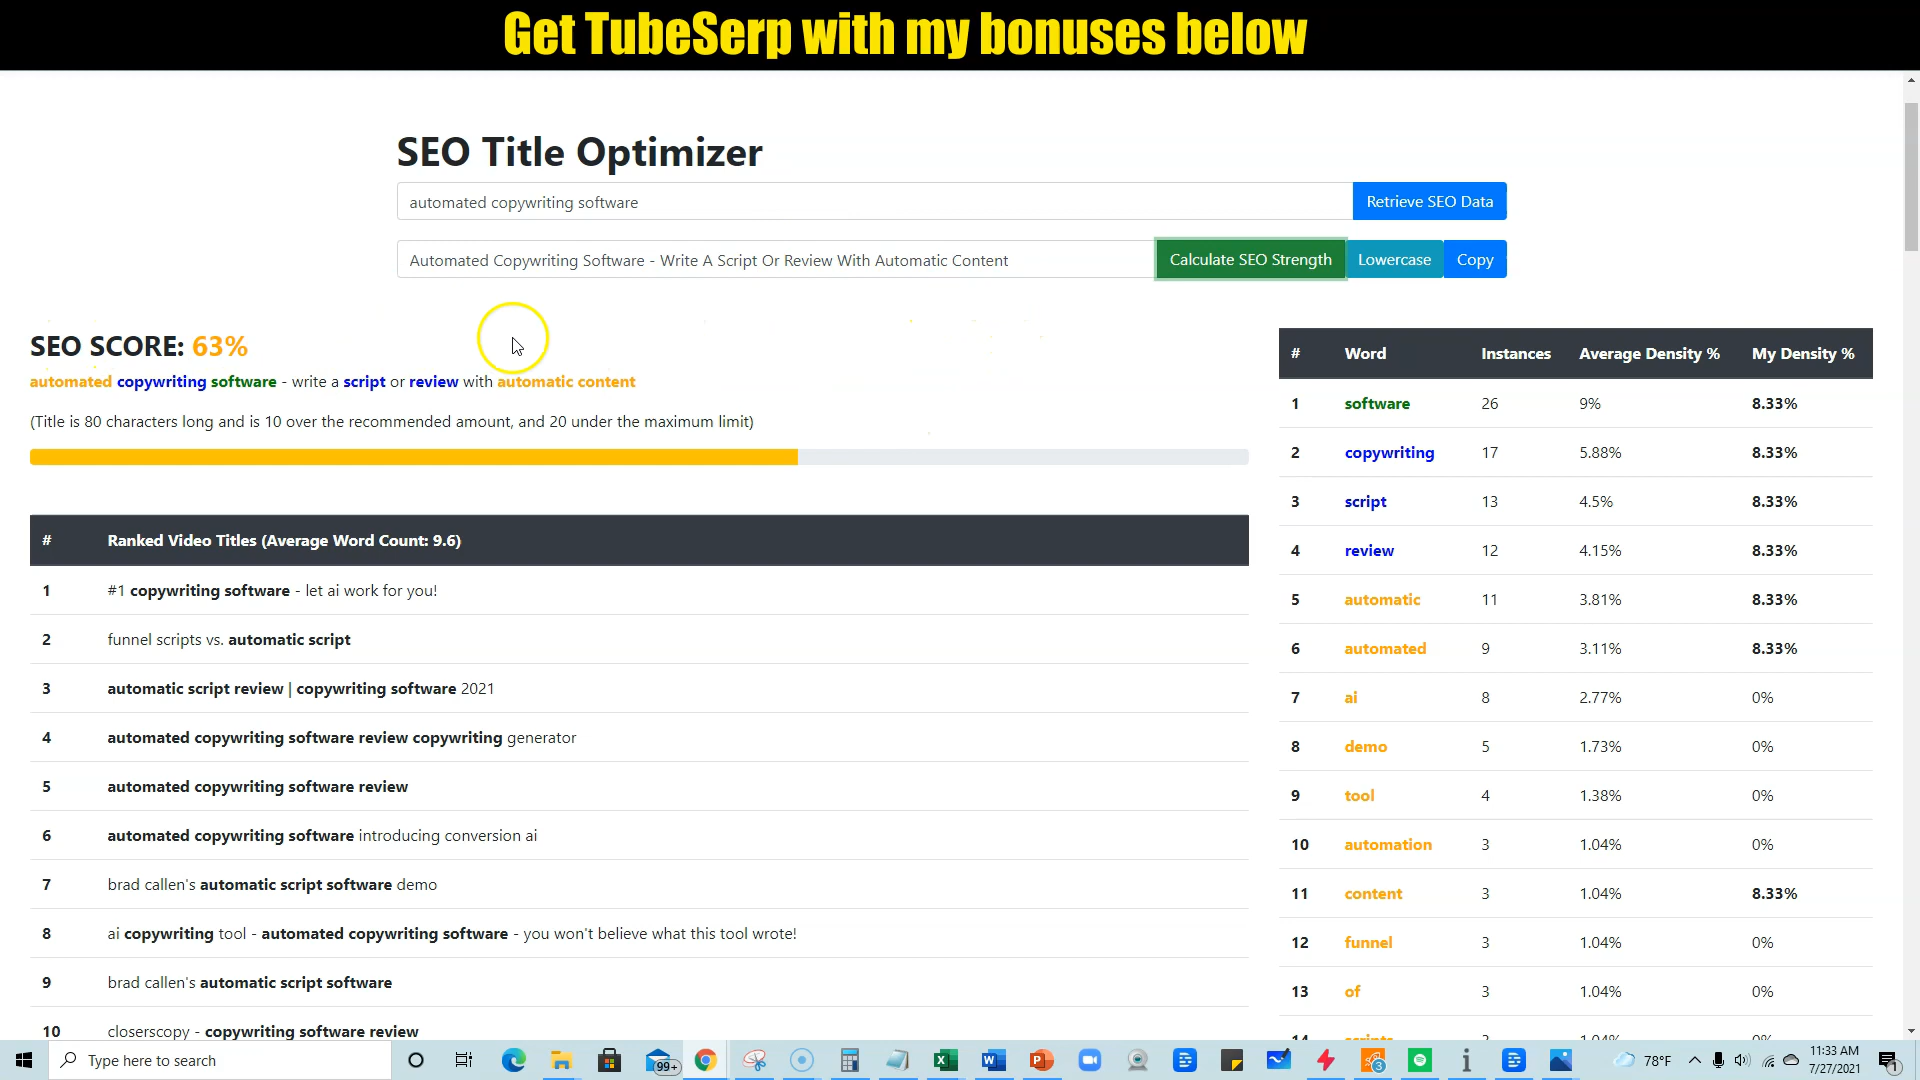 Get TubeSerp with my bonuses below
SEO Title Optimizer
automated copywriting software
Retrieve SEO Data
Automated Copywriting Software - Write A Script Or Review With Automatic Content
Calculate SEO Strength
Lowercase
Copy
SEO SCORE: 63%
automated copywriting software - write a script or review with automatic content
(Title is 80 characters long and is 10 over the recommended amount, and 20 under the maximum limit)
# Ranked Video Titles (Average Word Count: 9.6)
1 #1 copywriting software - let ai work for you!
2 funnel scripts vs. automatic script
3 automatic script review | copywriting software 2021
4 automated copywriting software review copywriting generator
5 automated copywriting software review
6 automated copywriting software introducing conversion ai
7 brad callen's automatic script software demo
8 ai copywriting tool - automated copywriting software - you won't believe what this tool wrote!
9 brad callen's automatic script software
10 closerscopy - copywriting software review
# Word Instances Average Density % My Density %
1 software 26 9% 8.33%
2 copywriting 17 5.88% 8.33%
3 script 13 4.5% 8.33%
4 review 12 4.15% 8.33%
5 automatic 11 3.81% 8.33%
6 automated 9 3.11% 8.33%
7 ai 8 2.77% 0%
8 demo 5 1.73% 0%
9 tool 4 1.38% 0%
10 automation 3 1.04% 0%
11 content 3 1.04% 8.33%
12 funnel 3 1.04% 0%
13 of 3 1.04% 0%
14 scripts 3 1.04% 0%
Type here to search
99+
3
78°F
11:33 AM
7/27/2021
1